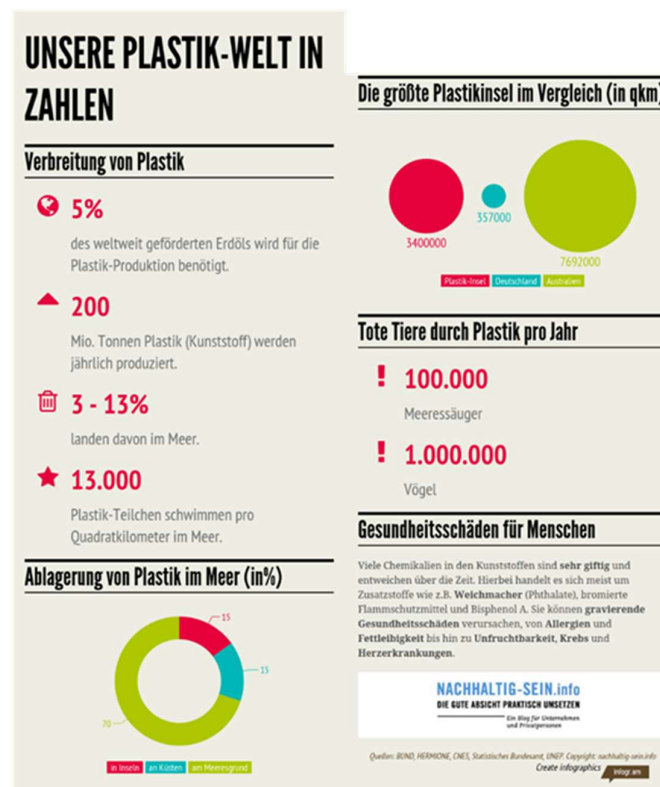 UNSERE PLASTIK-WELT IN
ZAHLEN
Verbreitung von Plastik
5%
des weltweit geförderten Erdöls wird für die
Plastik-Produktion benötigt.
200
Mio. Tonnen Plastik (Kunststoff) werden
jährlich produziert.
3 - 13%
landen davon im Meer.
13.000
Plastik-Teilchen schwimmen pro
Quadratkilometer im Meer.
Ablagerung von Plastik im Meer (in%)
15
15
70
in Inseln an Küsten am Meeresgrund
Die größte Plastikinsel im Vergleich (in qkm)
3400000
357000
7692000
Plastik-Insel Deutschland Australien
Tote Tiere durch Plastik pro Jahr
! 100.000
Meeressäuger
! 1.000.000
Vögel
Gesundheitsschäden für Menschen
Viele Chemikalien in den Kunststoffen sind sehr giftig und
entweichen über die Zeit. Hierbei handelt es sich meist um
Zusatzstoffe wie z.B. Weichmacher (Phthalate), bromierte
Flammschutzmittel und Bisphenol A. Sie können gravierende
Gesundheitsschäden verursachen, von Allergien und
Fettleibigkeit bis hin zu Unfruchtbarkeit, Krebs und
Herzerkrankungen.
NACHHALTIG-SEIN.info
DIE GUTE ABSICHT PRAKTISCH UMSETZEN
Ein Blog für Unternehmen
und Privatpersonen
Quellen: BUND, HERMIONE, CNES, Statistisches Bundesamt, UNEP. Copyright: nachhaltig-sein.info
Create infographics infogr.am